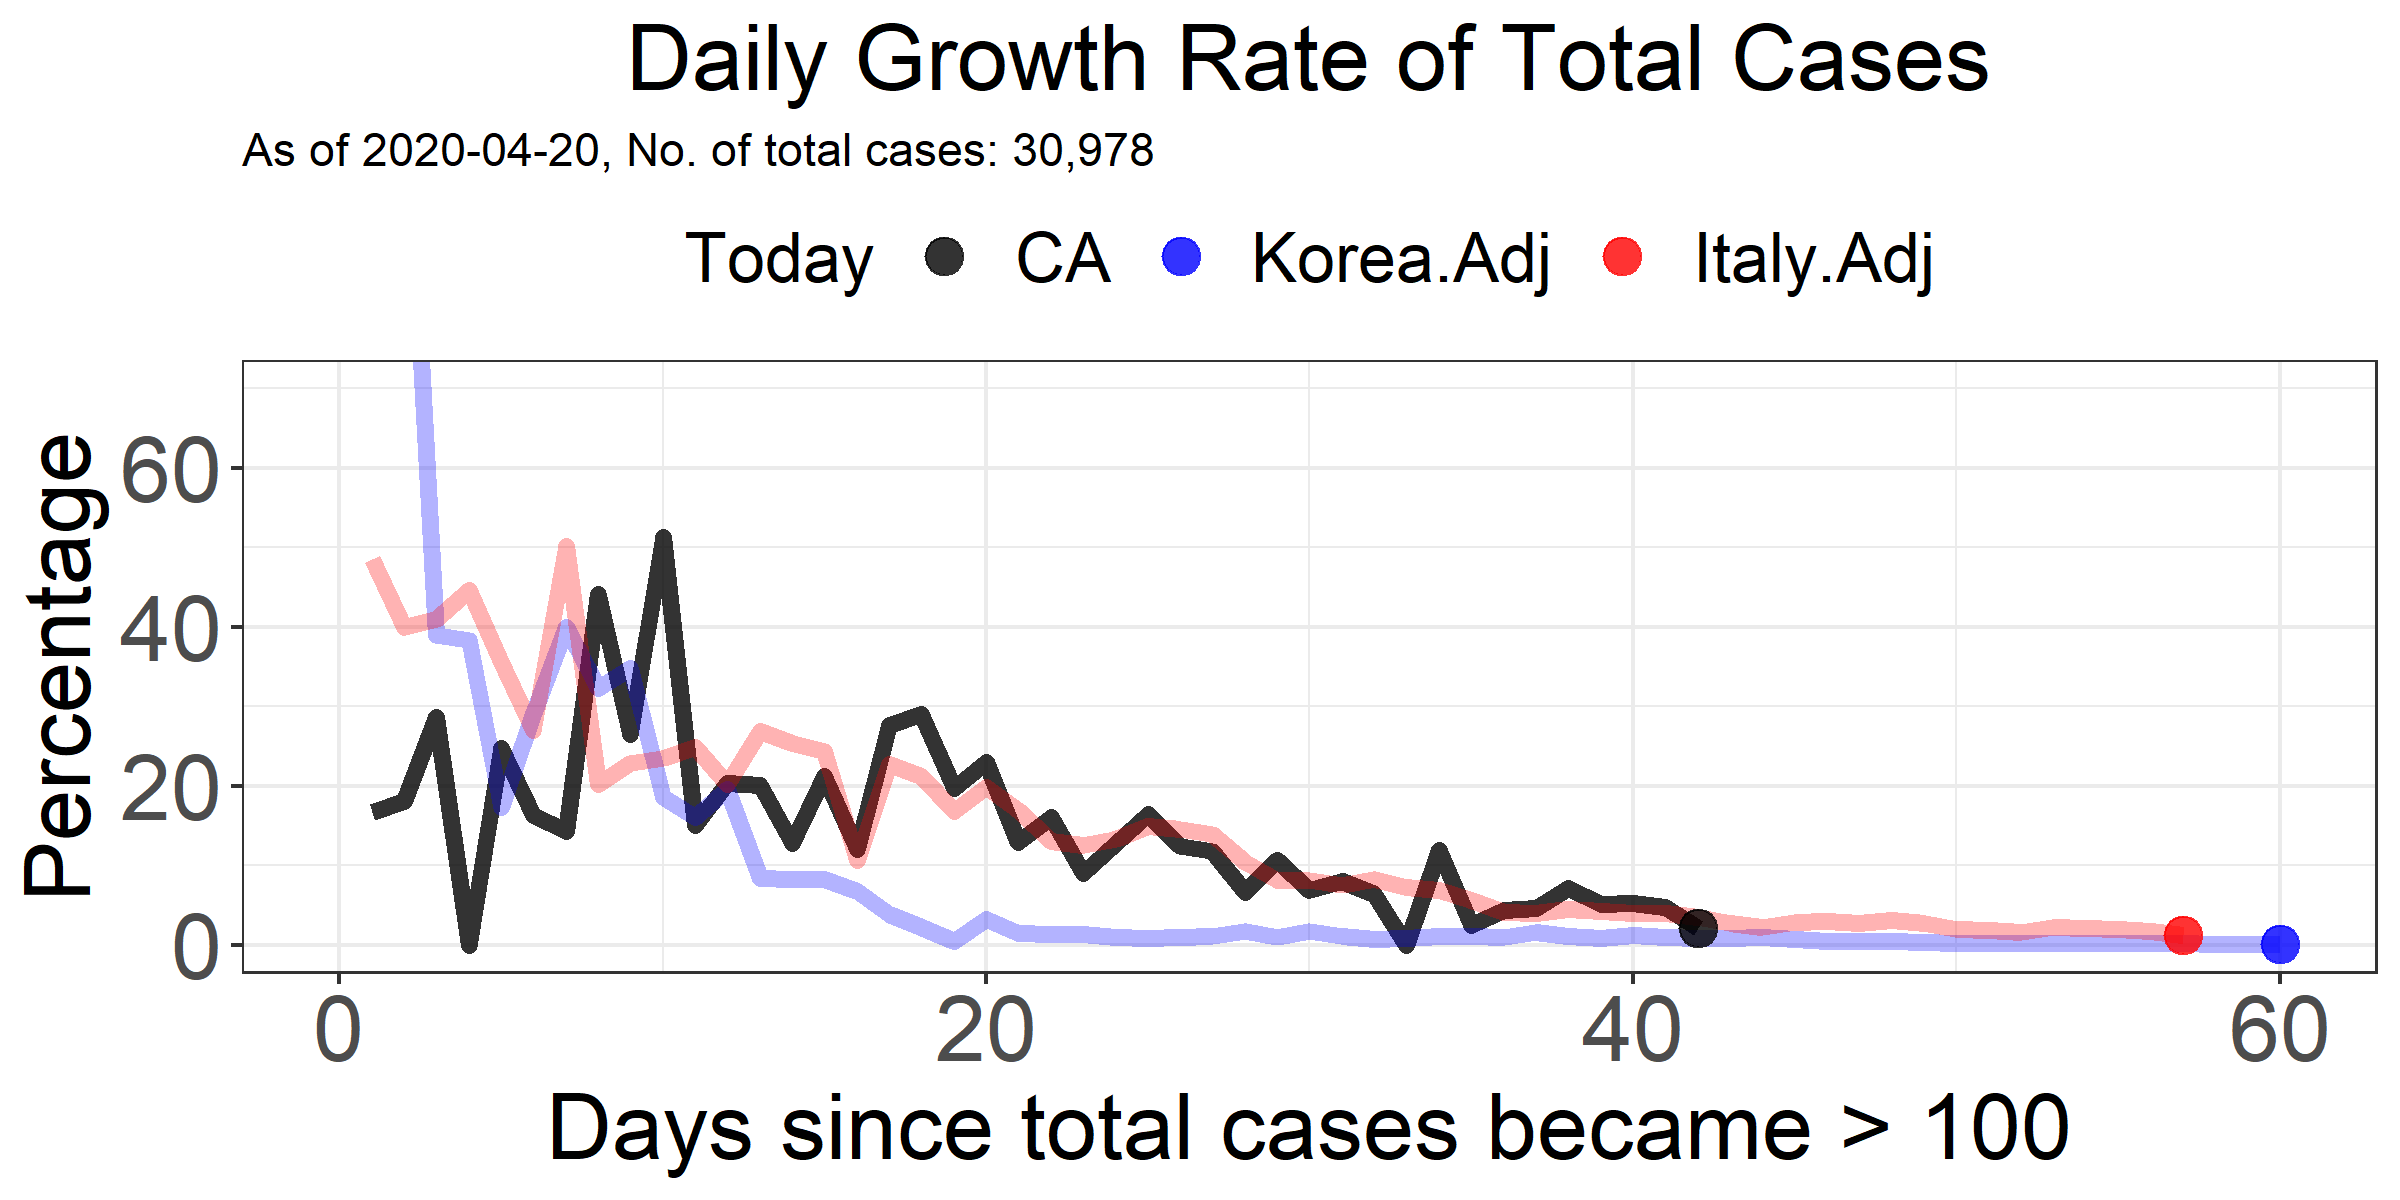 Daily Growth Rate of Total Cases
As of 2020-04-20, No. of total cases: 30,978
Today CA Korea.Adj Italy.Adj
Percentage
60
40
20
0
0 20 40 60
Days since total cases became > 100